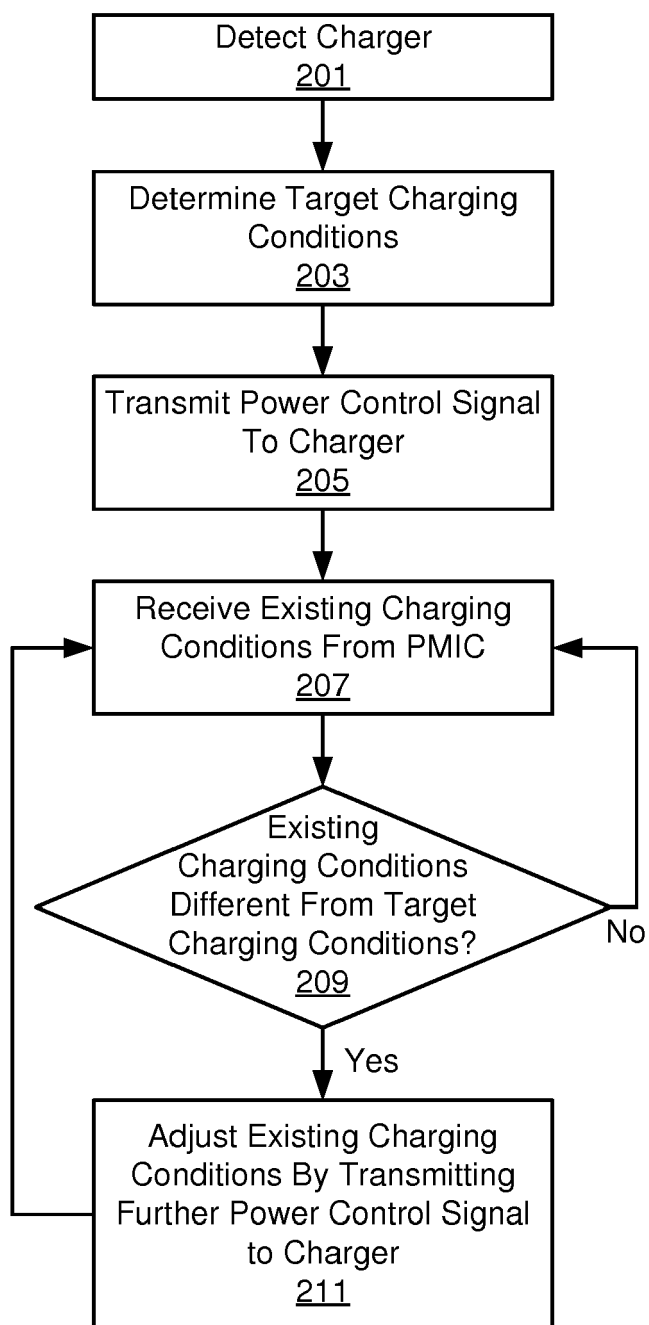 Detect Charger
201
Determine Target Charging
Conditions
203
Transmit Power Control Signal
To Charger
205
Receive Existing Charging
Conditions From PMIC
207
Existing
Charging Conditions
Different From Target
Charging Conditions?
209
No
Yes
Adjust Existing Charging
Conditions By Transmitting
Further Power Control Signal
to Charger
211